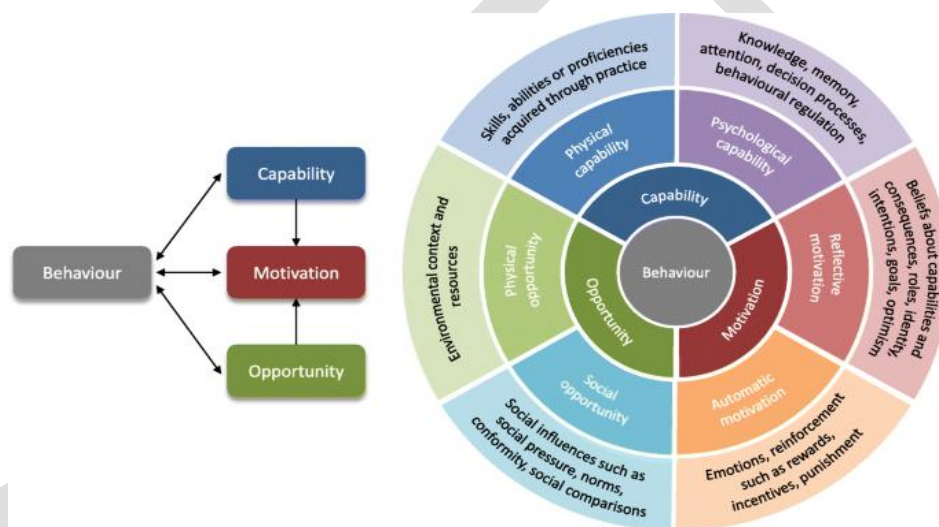 Capability
Behaviour
Motivation
Opportunity
Skills, abilities or proficiencies
acquired through practice
Knowledge, memory,
attention, decision processes,
behavioural regulation
Physical
capability
Psychological
capability
Capability
Environmental context and
resources
Physical
opportunity
Opportunity
Behaviour
Motivation
Reflective
motivation
Beliefs about capabilities and
consequences, roles, identity,
intentions, goals, optimism
Social
opportunity
Automatic
motivation
Social influences such as
social pressure, norms,
conformity, social comparisons
Emotions, reinforcement
such as rewards,
incentives, punishment